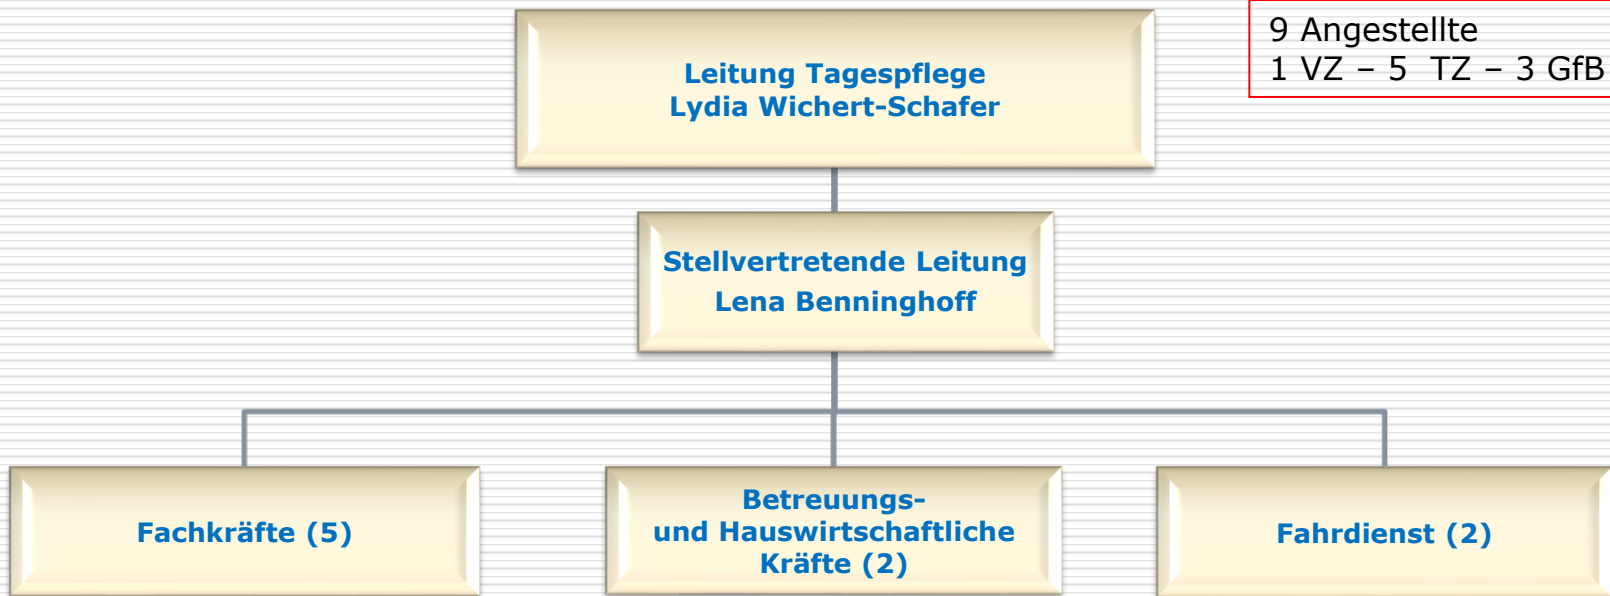 9 Angestellte
1 VZ – 5 TZ – 3 GfB
Leitung Tagespflege
Lydia Wichert-Schafer
Stellvertretende Leitung
Lena Benninghoff
Fachkräfte (5)
Betreuungs-
und Hauswirtschaftliche
Kräfte (2)
Fahrdienst (2)